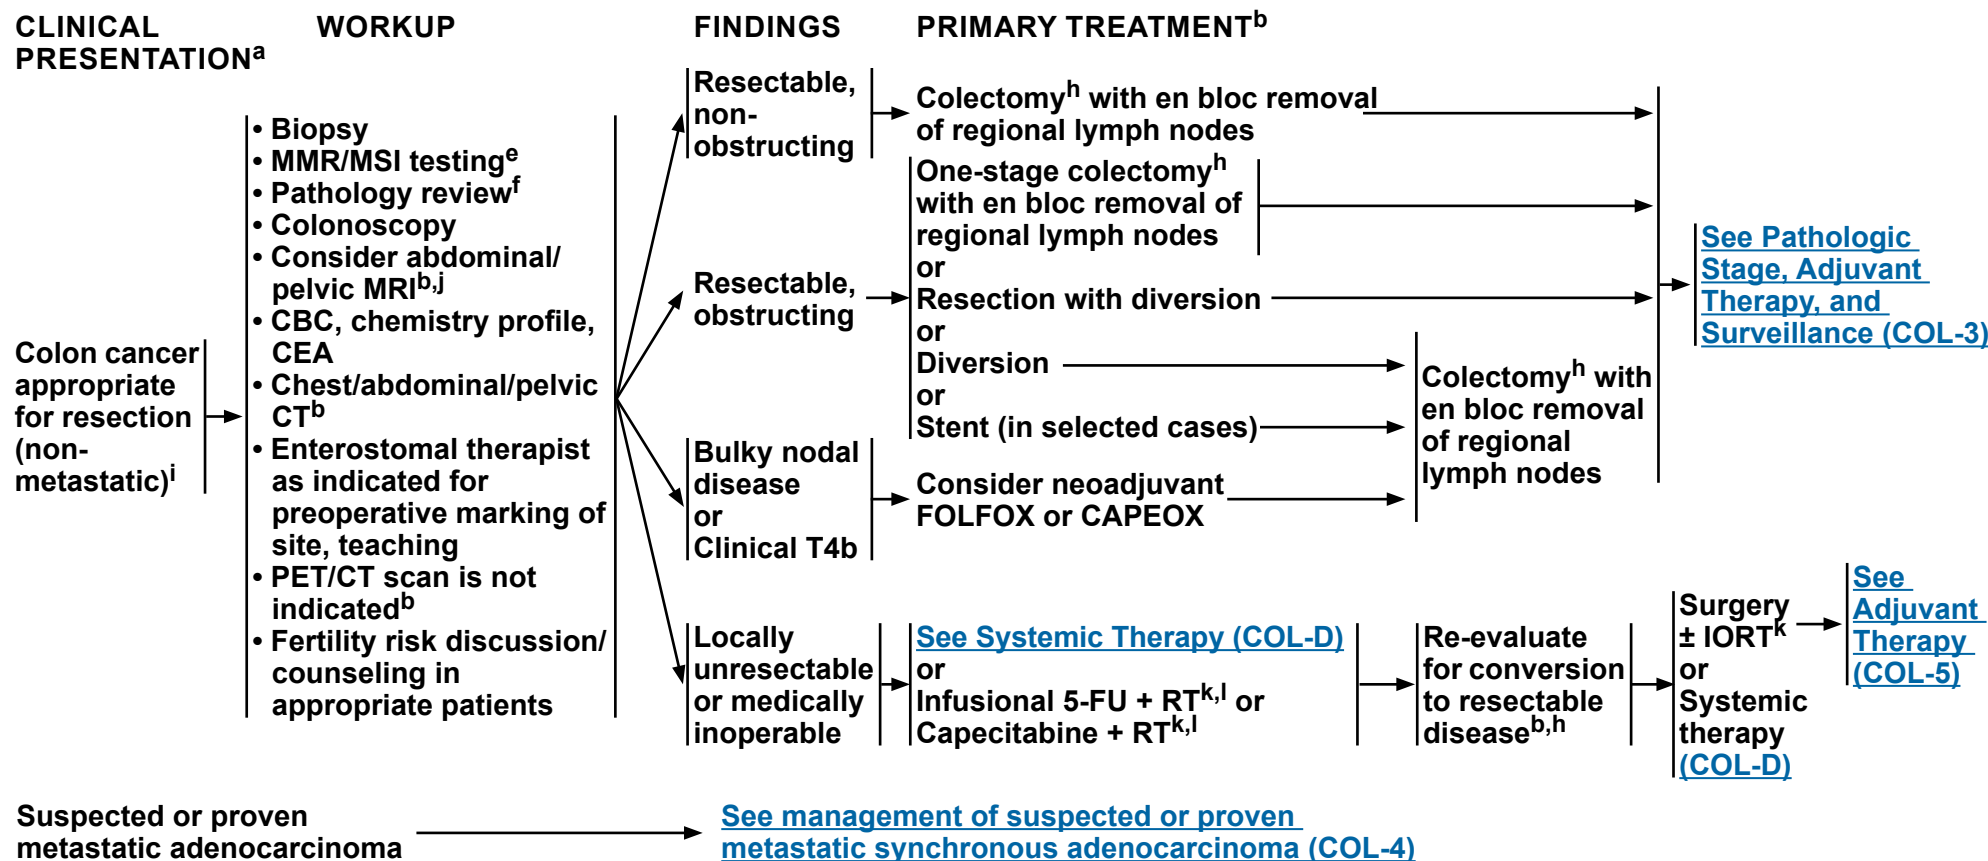 CLINICAL
PRESENTATIONa
WORKUP
FINDINGS
PRIMARY TREATMENTb
Colon cancer
appropriate
for resection
(non-
metastatic)i
• Biopsy
• MMR/MSI testinge
• Pathology reviewf
• Colonoscopy
• Consider abdominal/
pelvic MRIb,j
• CBC, chemistry profile,
CEA
• Chest/abdominal/pelvic
CTb
• Enterostomal therapist
as indicated for
preoperative marking of
site, teaching
• PET/CT scan is not
indicatedb
• Fertility risk discussion/
counseling in
appropriate patients
Resectable,
non-
obstructing
Colectomyh with en bloc removal
of regional lymph nodes
Resectable,
obstructing
One-stage colectomyh
with en bloc removal of
regional lymph nodes
or
Resection with diversion
or
Diversion
or
Stent (in selected cases)
Bulky nodal
disease
or
Clinical T4b
Consider neoadjuvant
FOLFOX or CAPEOX
Colectomyh with
en bloc removal
of regional
lymph nodes
See Pathologic
Stage, Adjuvant
Therapy, and
Surveillance (COL-3)
Locally
unresectable
or medically
inoperable
See Systemic Therapy (COL-D)
or
Infusional 5-FU + RTk,l or
Capecitabine + RTk,l
Re-evaluate
for conversion
to resectable
diseaseb,h
Surgery
± IORTk
or
Systemic
therapy
(COL-D)
See
Adjuvant
Therapy
(COL-5)
Suspected or proven
metastatic adenocarcinoma
See management of suspected or proven
metastatic synchronous adenocarcinoma (COL-4)